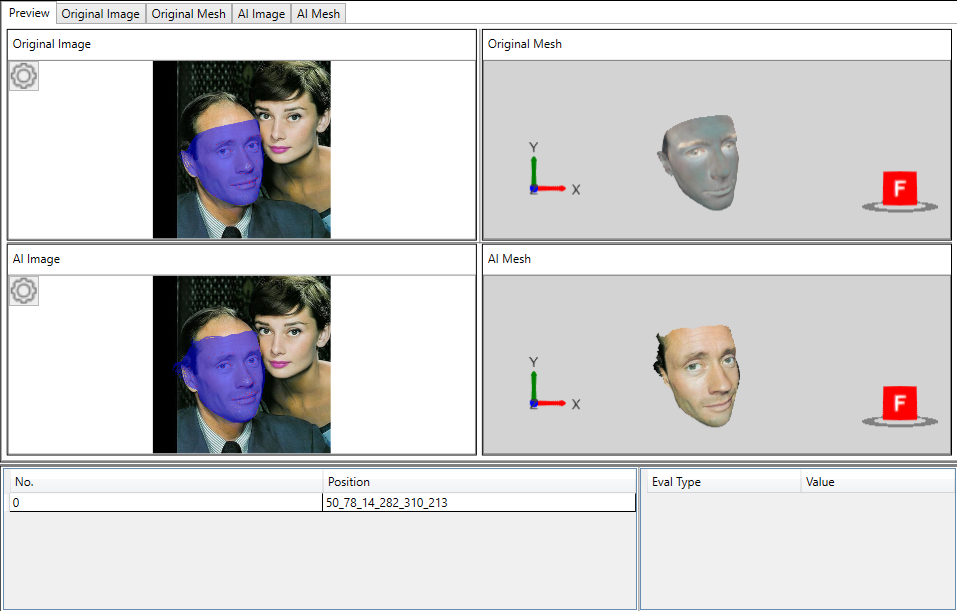 Preview Original Image Original Mesh AI Image AI Mesh
Original Image
Original Mesh
Y
X
F
AI Image
AI Mesh
Y
X
F
No. Position
0 50_78_14_282_310_213
Eval Type Value